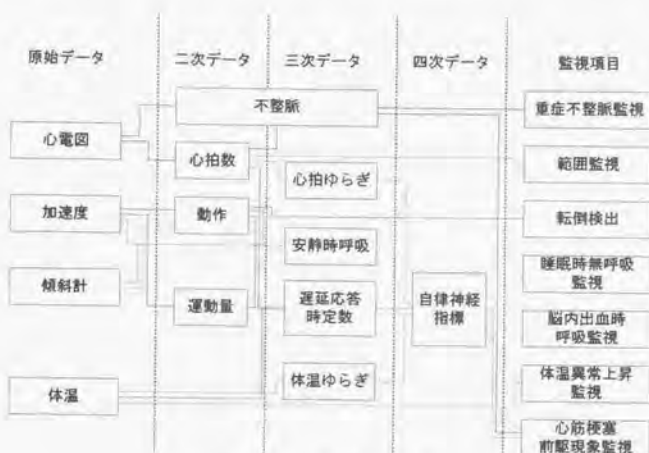 原始データ
二次データ
三次データ
四次データ
監視項目
不整脈
重症不整脈監視
心電図
心拍数
範囲監視
心拍ゆらぎ
加速度
動作
転倒検出
安静時呼吸
睡眠時無呼吸
監視
傾斜計
運動量
遅延応答
時定数
自律神経
指標
脳内出血時
呼吸監視
体温
体温ゆらぎ
体温異常上昇
監視
心筋梗塞
前駆現象監視